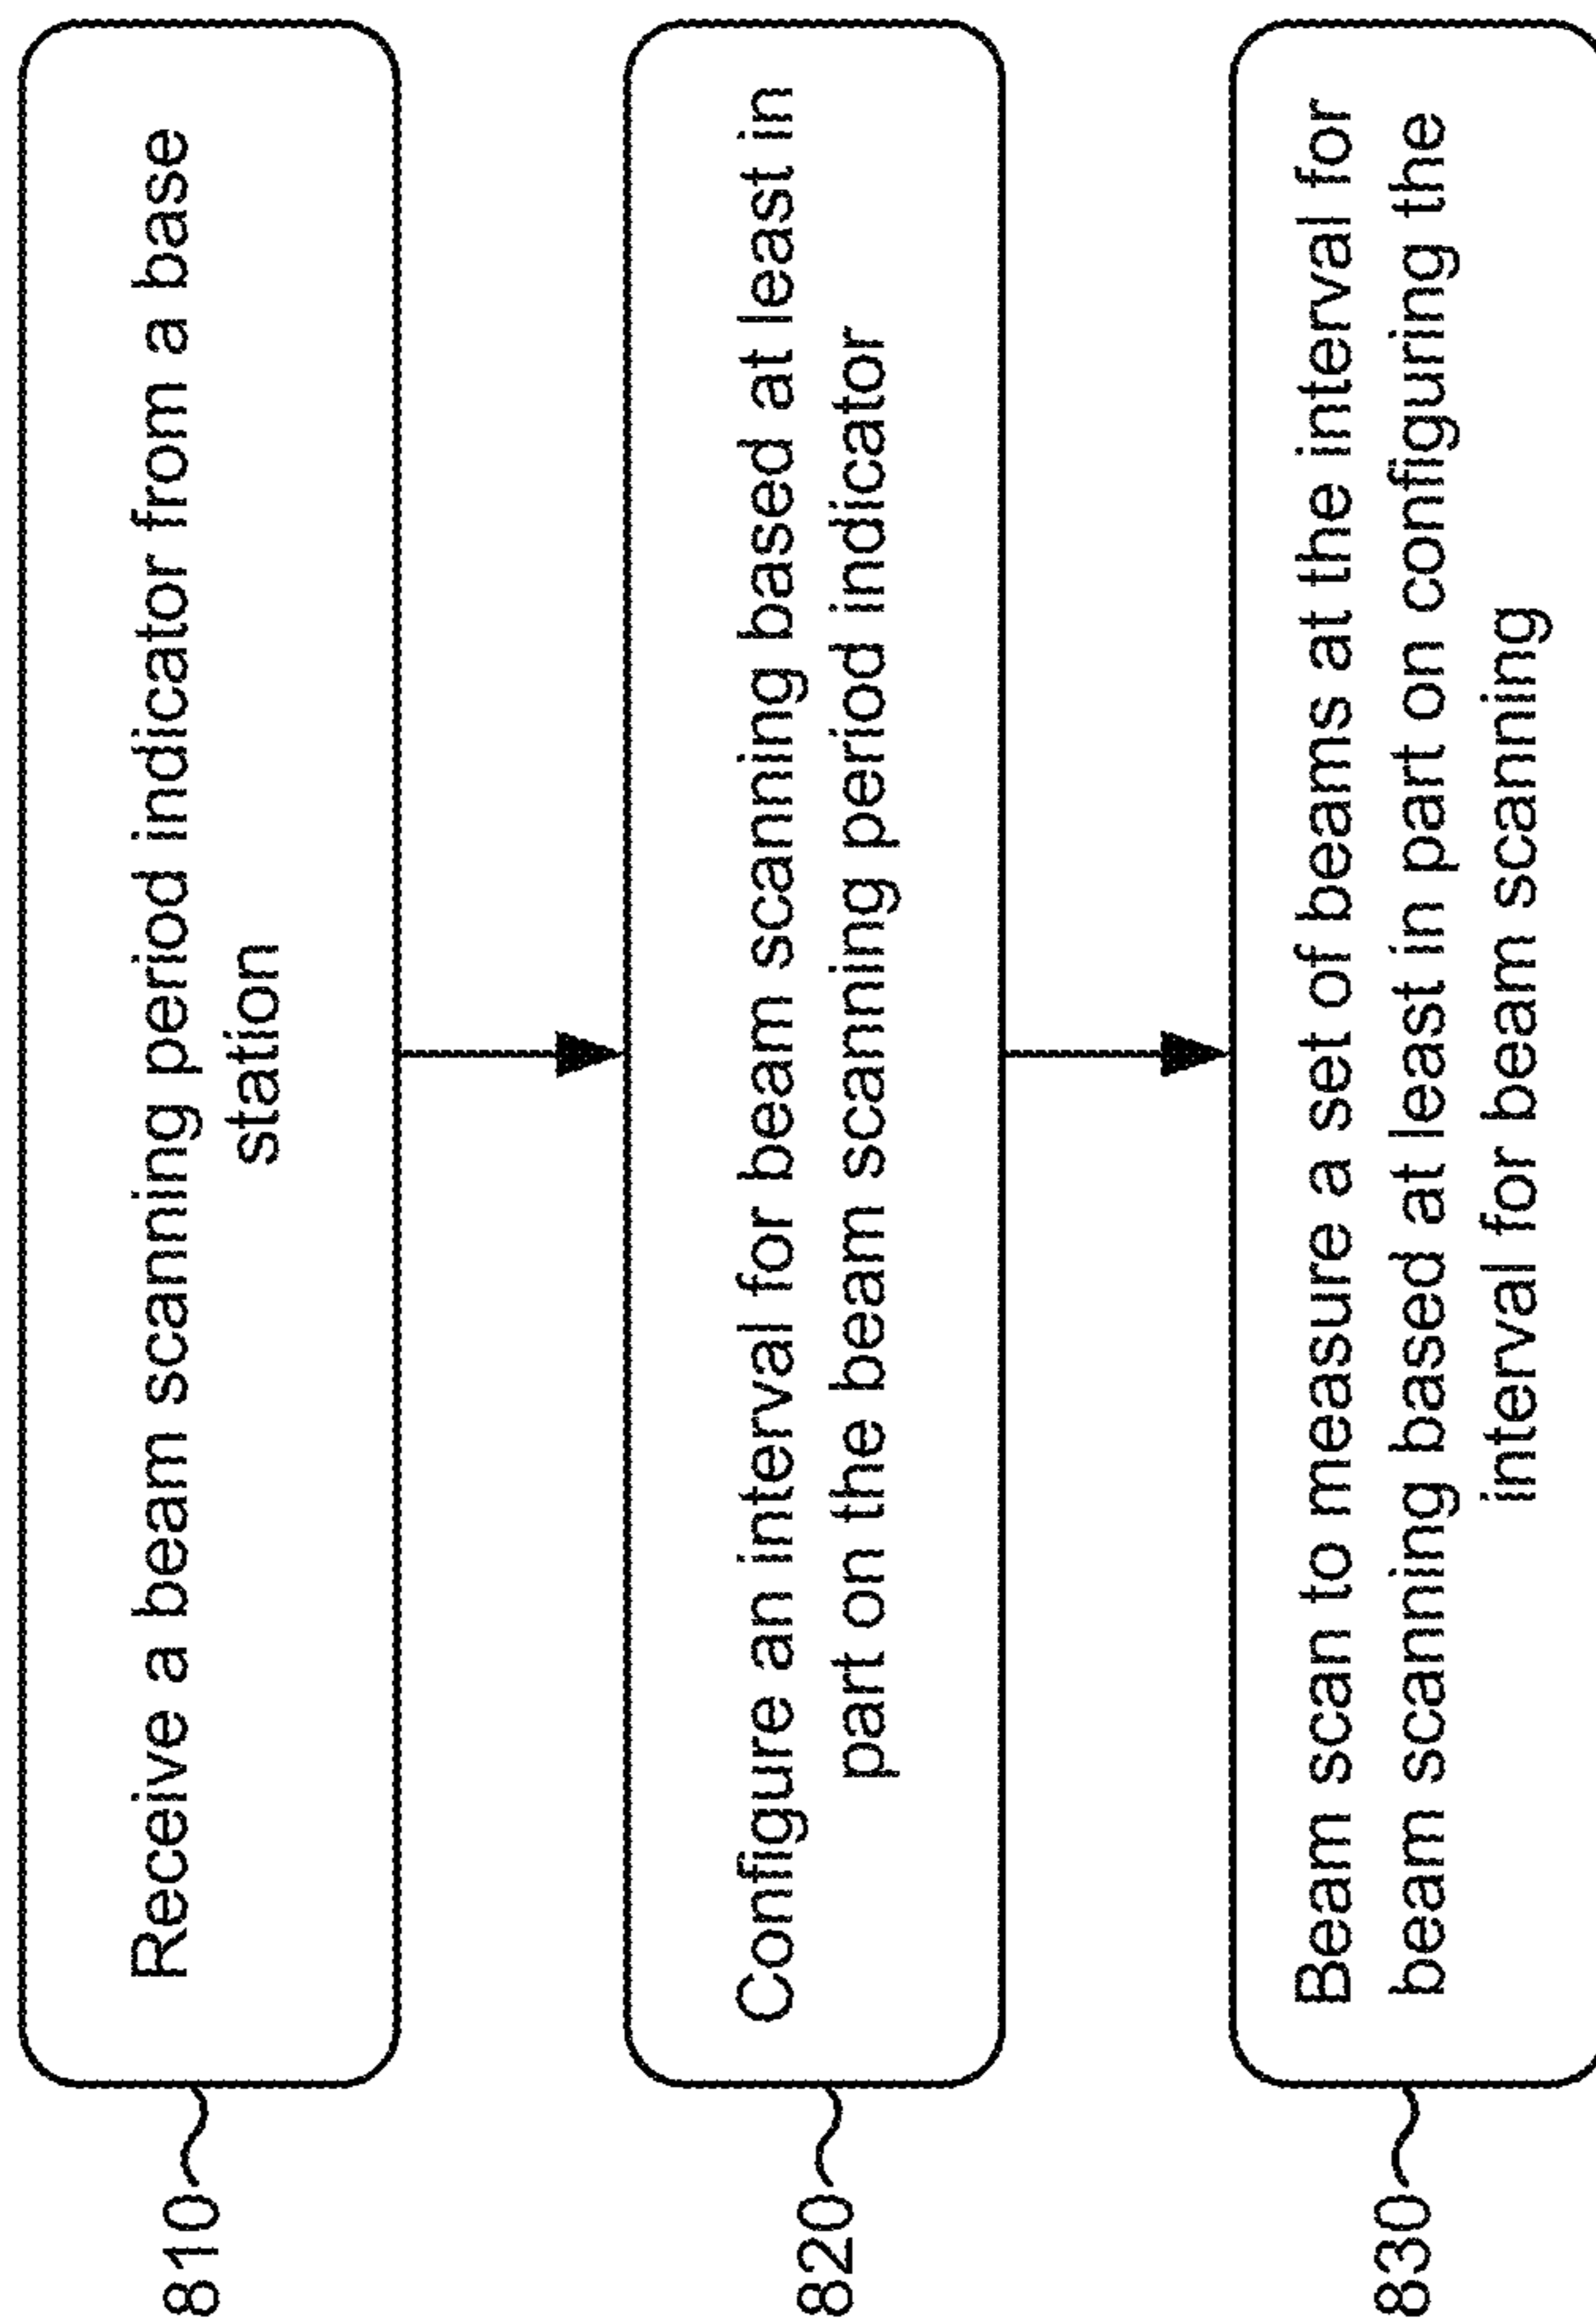 810
Receive a beam scanning period indicator from a base
station
820
Configure an interval for beam scanning based at least in
part on the beam scanning period indicator
830
Beam scan to measure a set of beams at the interval for
beam scanning based at least in part on configuring the
interval for beam scanning